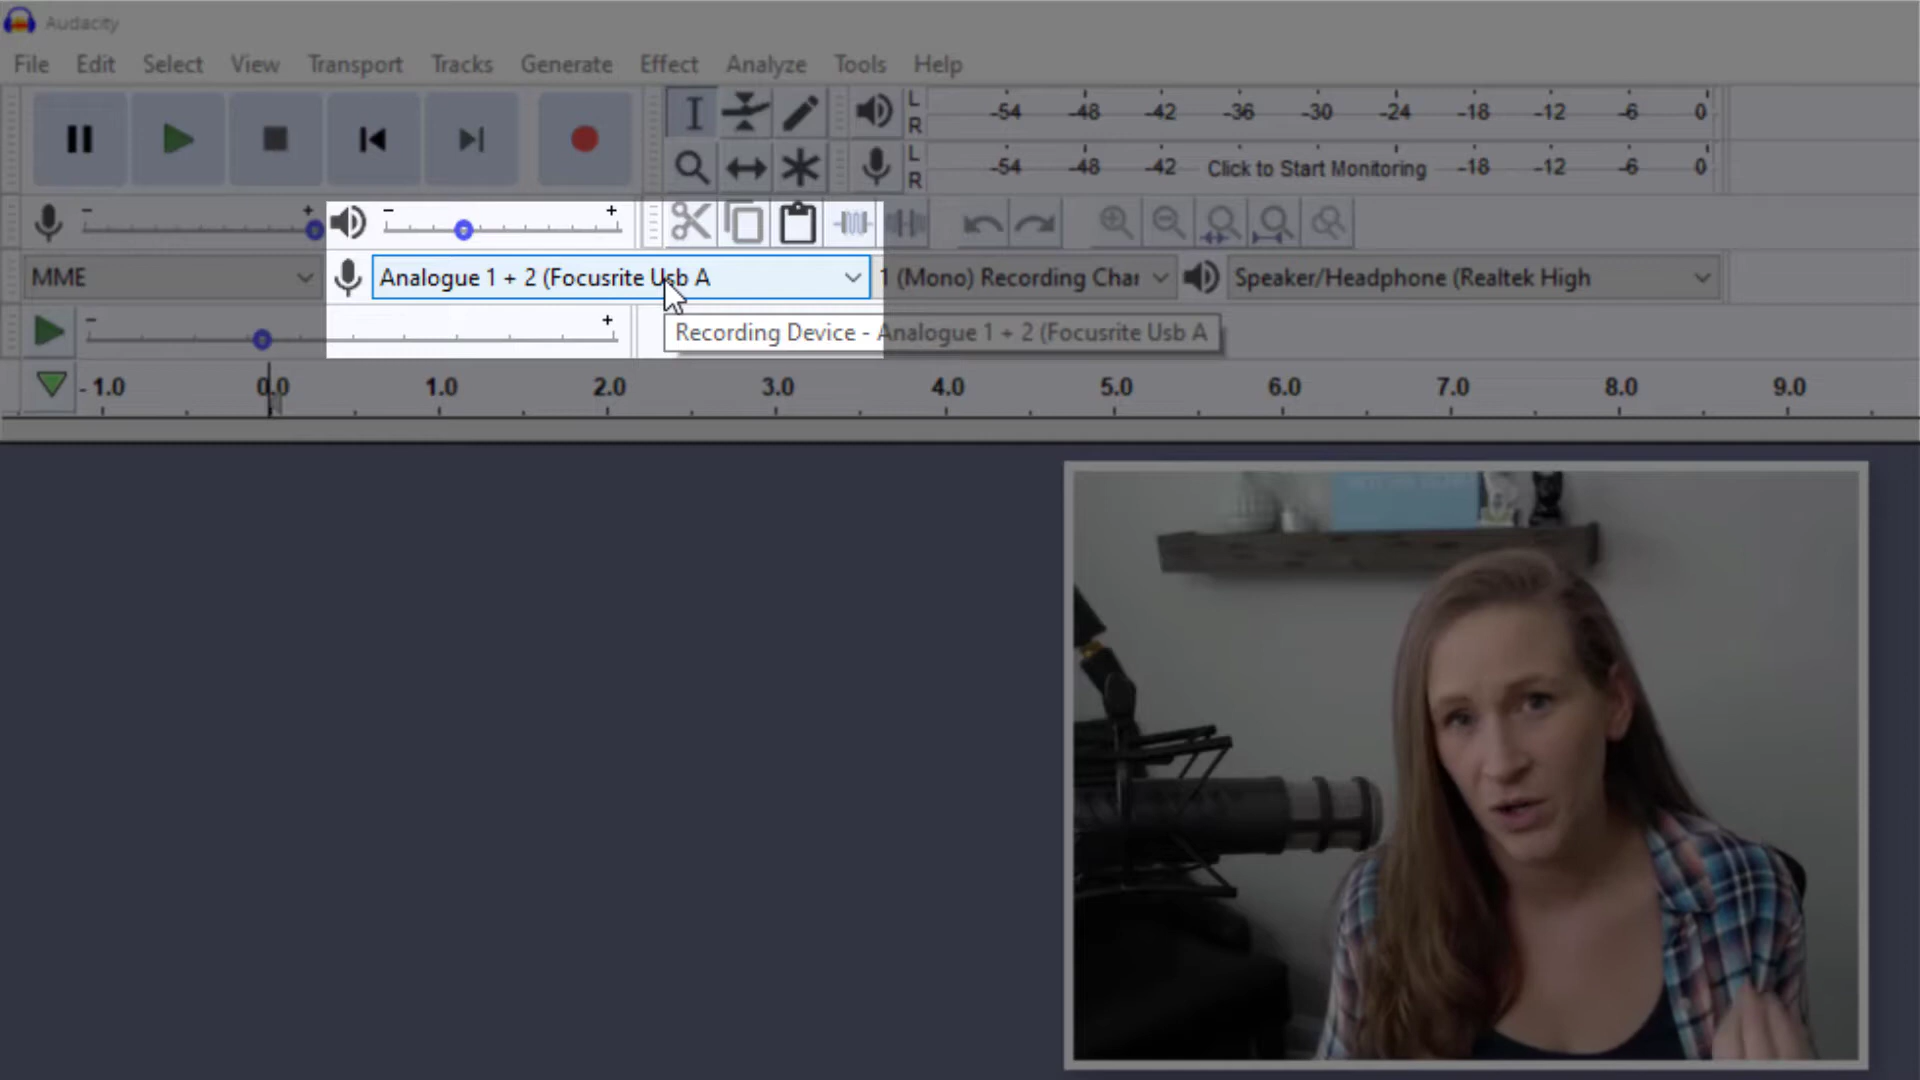 Audacity
File Edit Select View Transport Tracks Generate Effect Analyze Tools Help
L
R
-54 -48 -42 -36 -30 -24 -18 -12 -6 0
L
R
-54 -48 -42 Click to Start Monitoring -18 -12 -6 0
- + - +
MME Analogue 1 + 2 (Focusrite Usb A 1 (Mono) Recording Char Speaker/Headphone (Realtek High
- +
Recording Device - Analogue 1 + 2 (Focusrite Usb A
- 1.0 0.0 1.0 2.0 3.0 4.0 5.0 6.0 7.0 8.0 9.0